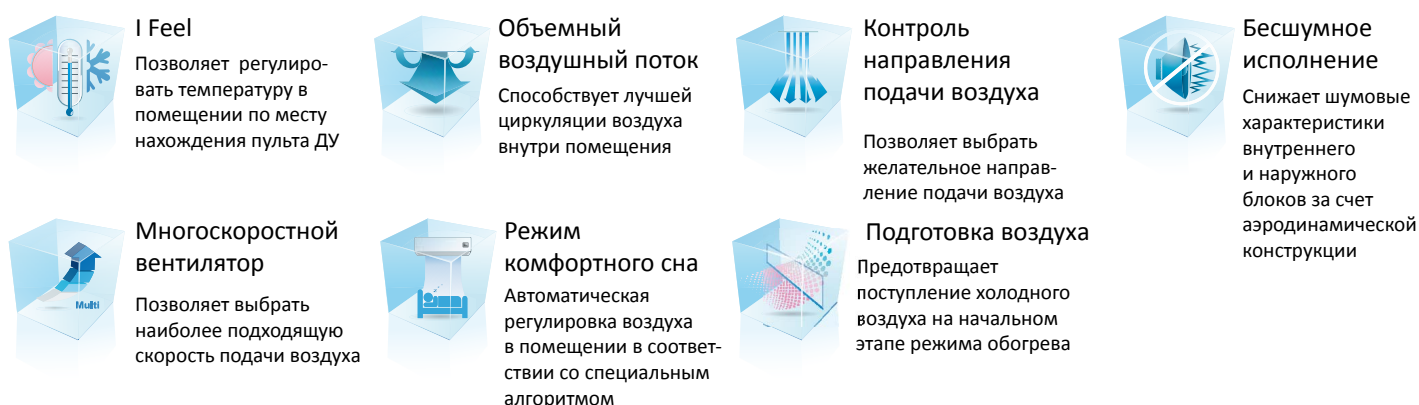 I Feel
Позволяет регулиро-
вать температуру в
помещении по месту
нахождения пульта ДУ
Объемный
воздушный поток
Способствует лучшей
циркуляции воздуха
внутри помещения
Контроль
направления
подачи воздуха
Позволяет выбрать
желательное направ-
ление подачи воздуха
Бесшумное
исполнение
Снижает шумовые
характеристики
внутреннего
и наружного
блоков за счет
аэродинамической
конструкции
Multi
Многоскоростной
вентилятор
Позволяет выбрать
наиболее подходящую
скорость подачи воздуха
Режим
комфортного сна
Автоматическая
регулировка воздуха
в помещении в соответ-
ствии со специальным
алгоритмом
Подготовка воздуха
Предотвращает
поступление холодного
воздуха на начальном
этапе режима обогрева